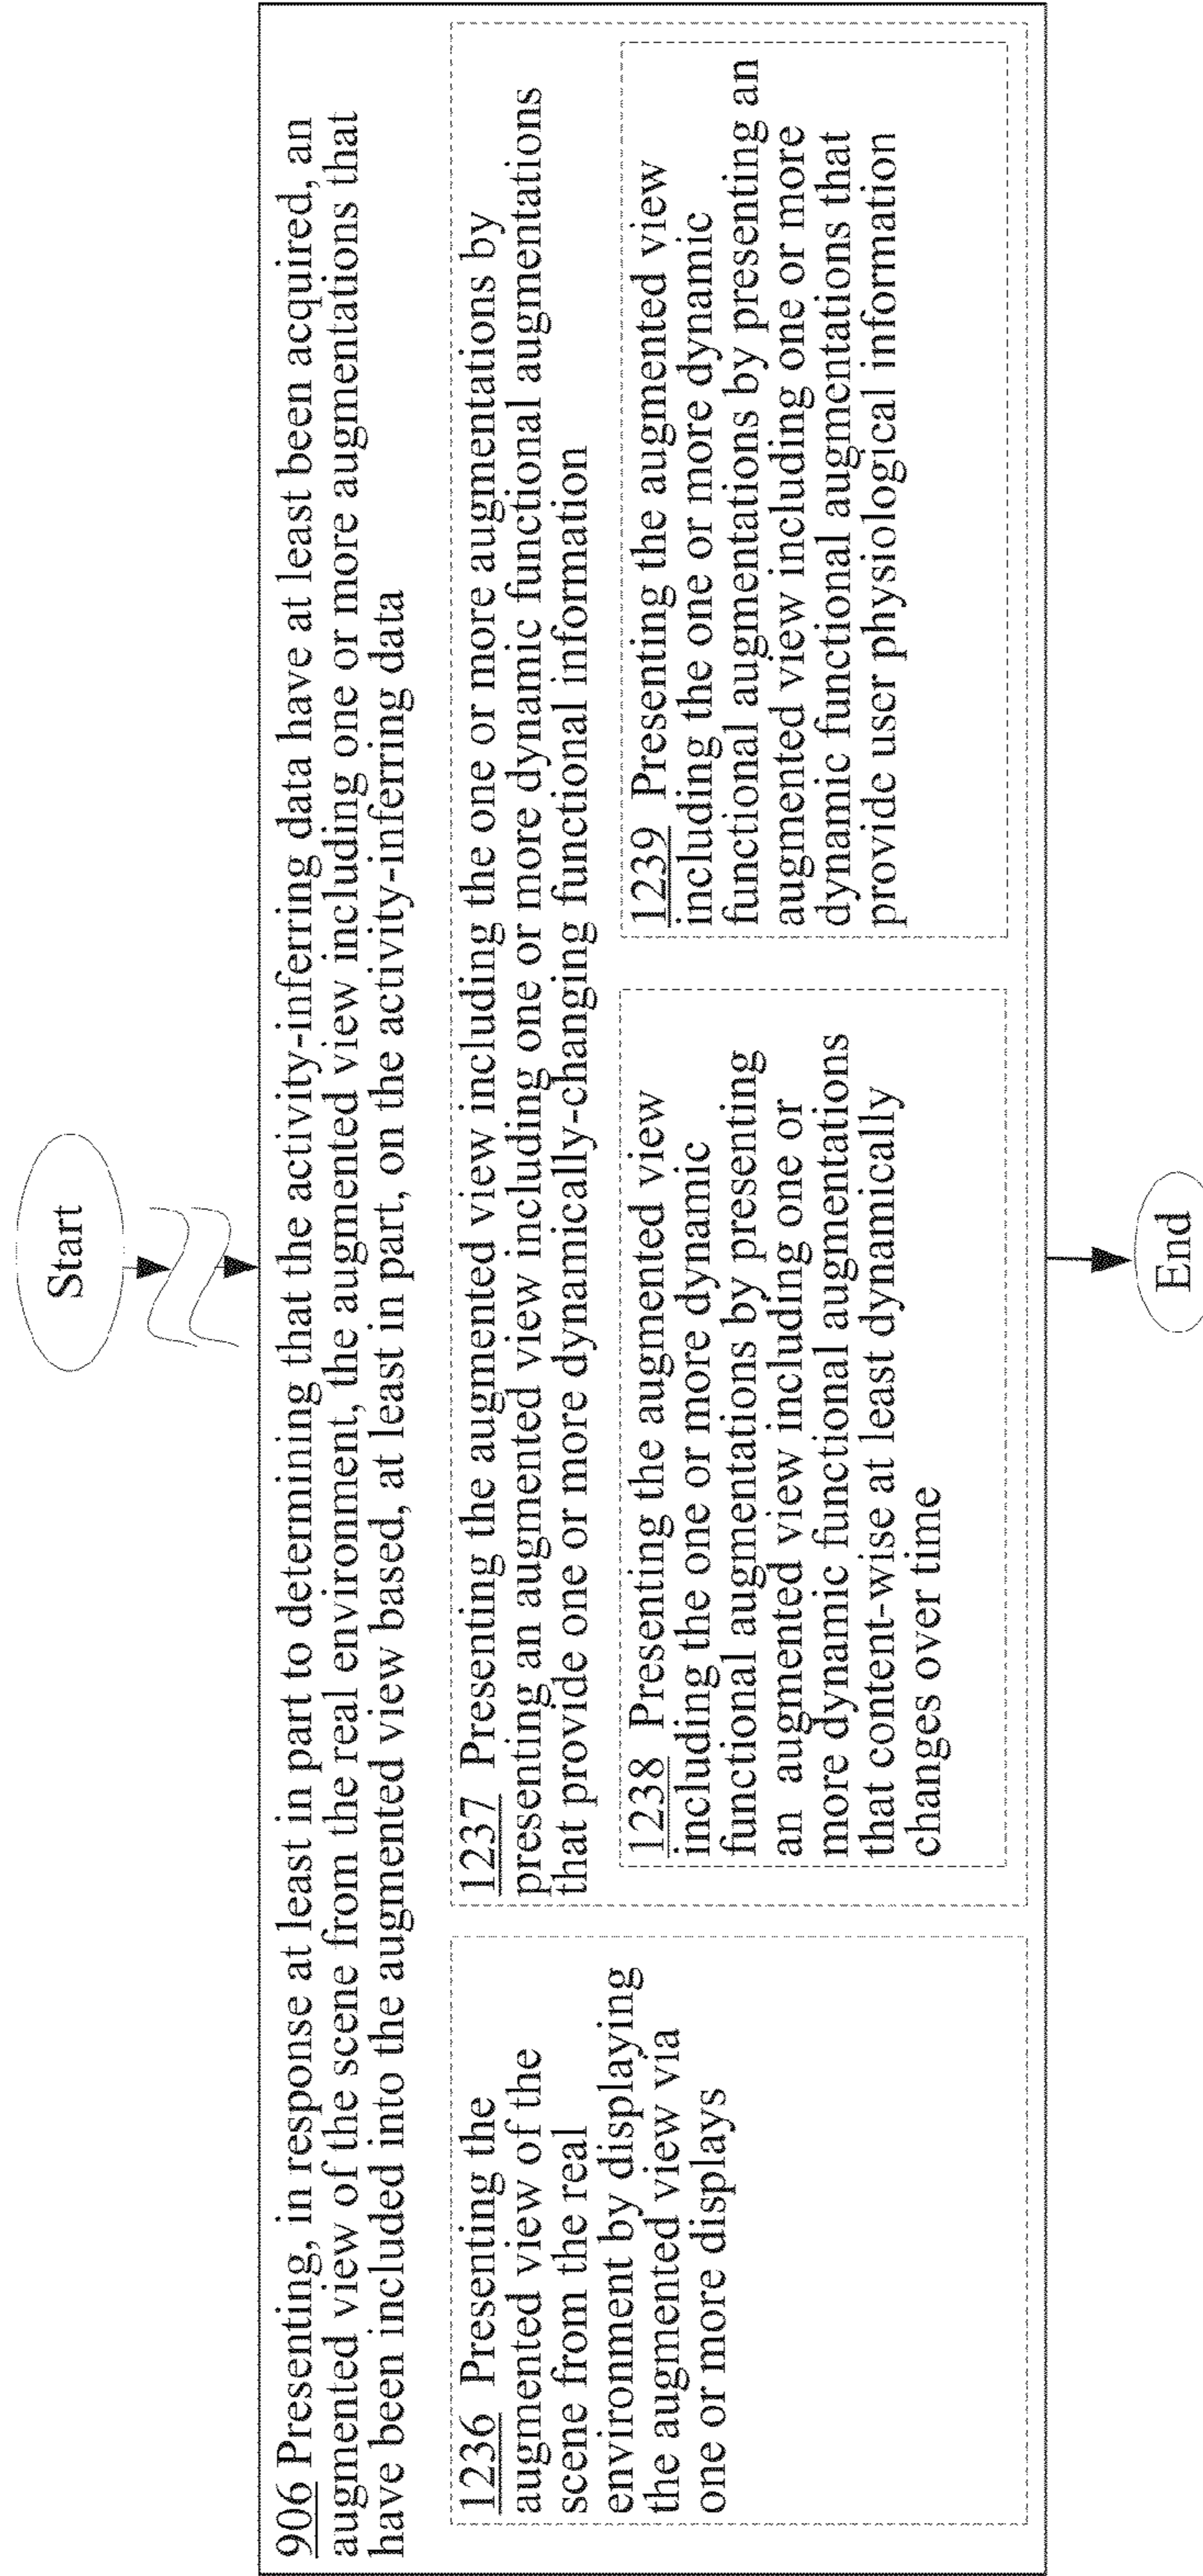 Start
906 Presenting, in response at least in part to determining that the activity-inferring data have at least been acquired, an
augmented view of the scene from the real environment, the augmented view including one or more augmentations that
have been included into the augmented view based, at least in part, on the activity-inferring data
1236 Presenting the
augmented view of the
scene from the real
environment by displaying
the augmented view via
one or more displays
1237 Presenting the augmented view including the one or more augmentations by
presenting an augmented view including one or more dynamic functional augmentations
that provide one or more dynamically-changing functional information
1238 Presenting the augmented view
including the one or more dynamic
functional augmentations by presenting
an augmented view including one or
more dynamic functional augmentations
that content-wise at least dynamically
changes over time
1239 Presenting the augmented view
including the one or more dynamic
functional augmentations by presenting an
augmented view including one or more
dynamic functional augmentations that
provide user physiological information
End